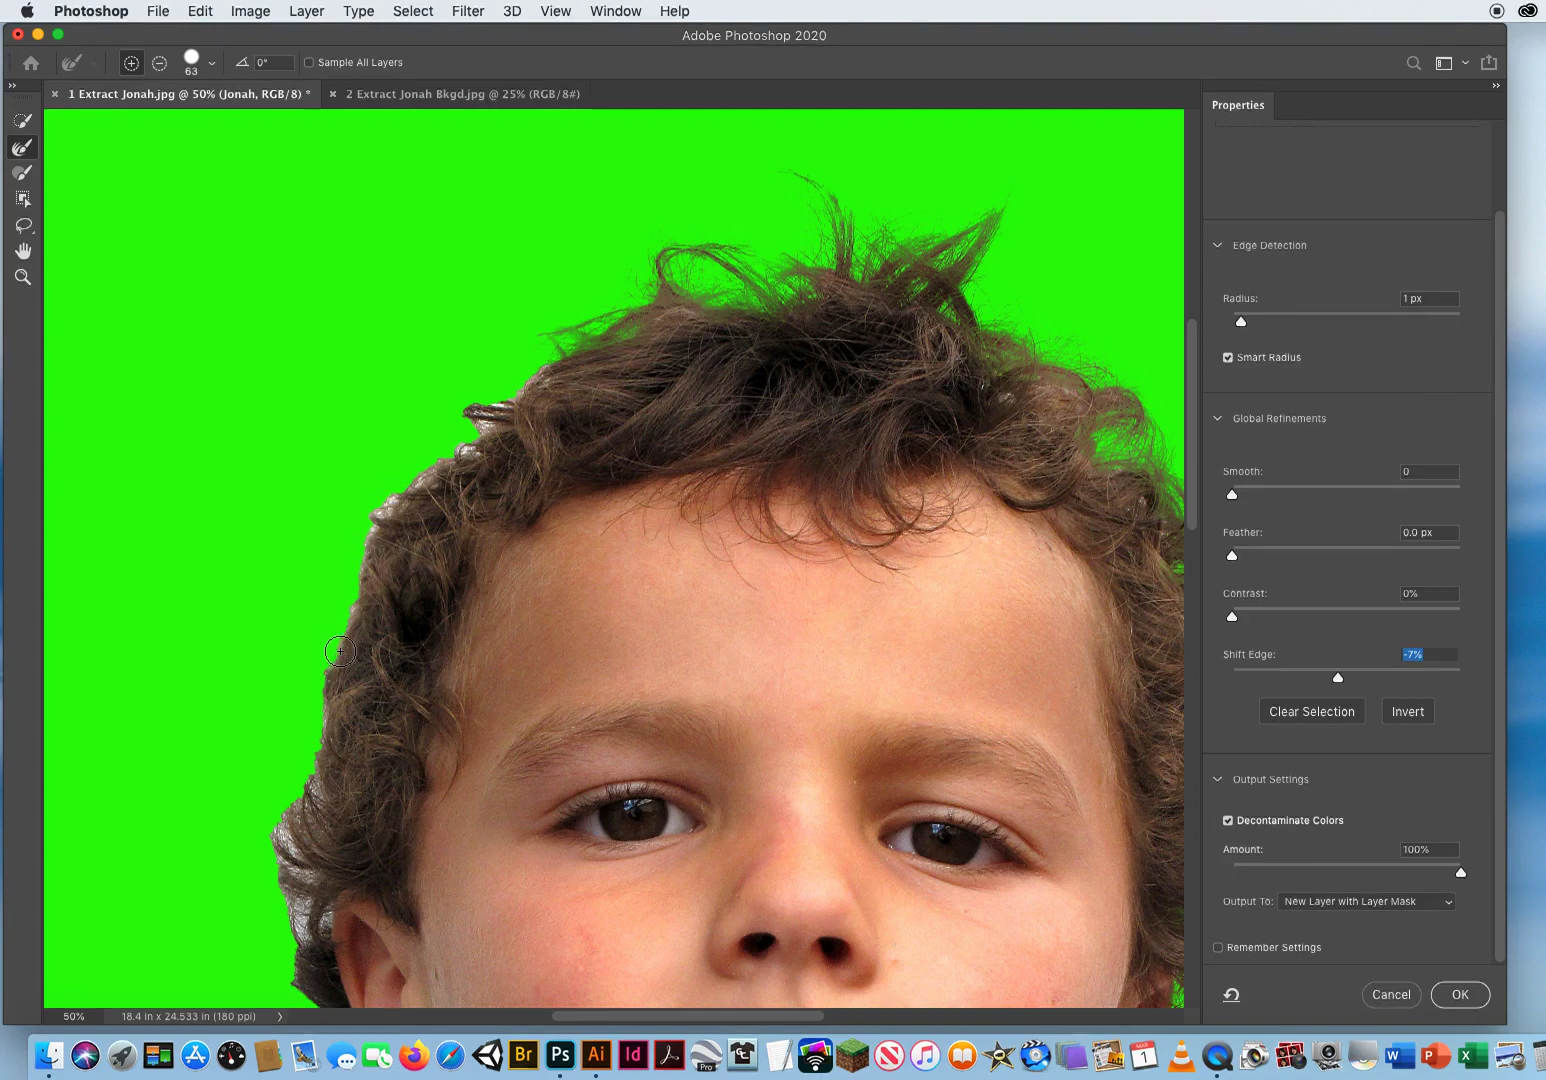 Photoshop File Edit Image Layer Type Select Filter 3D View Window Help
Adobe Photoshop 2020
63 0° Sample All Layers
1 Extract Jonah.jpg @ 50% (Jonah, RGB/8) * 2 Extract Jonah Bkgd.jpg @ 25% (RGB/8#)
Properties
Edge Detection
Radius: 1 px
Smart Radius
Global Refinements
Smooth: 0
Feather: 0.0 px
Contrast: 0%
Shift Edge: -7%
Clear Selection Invert
Output Settings
Decontaminate Colors
Amount: 100%
Output To: New Layer with Layer Mask
Remember Settings
Cancel OK
50% 18.4 in x 24.533 in (180 ppi)
Br Ps Ai Id Pro MAR 1 W P X